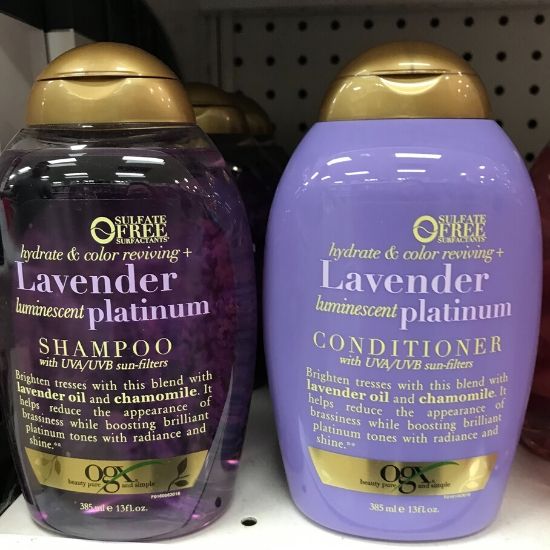 SULFATE
FREE
SURFACTANTS*
hydrate & color reviving +
Lavender
luminescent platinum
SHAMPOO
with UVA/UVB sun-filters
Brighten tresses with this blend with
lavender oil and chamomile. It
helps reduce the appearance of
brassiness while boosting brilliant
platinum tones with radiance and
shine.**
ogx
beauty pure and simple
385 ml e 13fl.oz.
SULFATE
FREE
SURFACTANTS*
hydrate & color reviving +
Lavender
luminescent platinum
CONDITIONER
with UVA/UVB sun-filters
Brighten tresses with this blend with
lavender oil and chamomile. It
helps reduce the appearance of
brassiness while boosting brilliant
platinum tones with radiance and
shine.**
ogx
beauty pure and simple
385 ml e 13fl.oz.